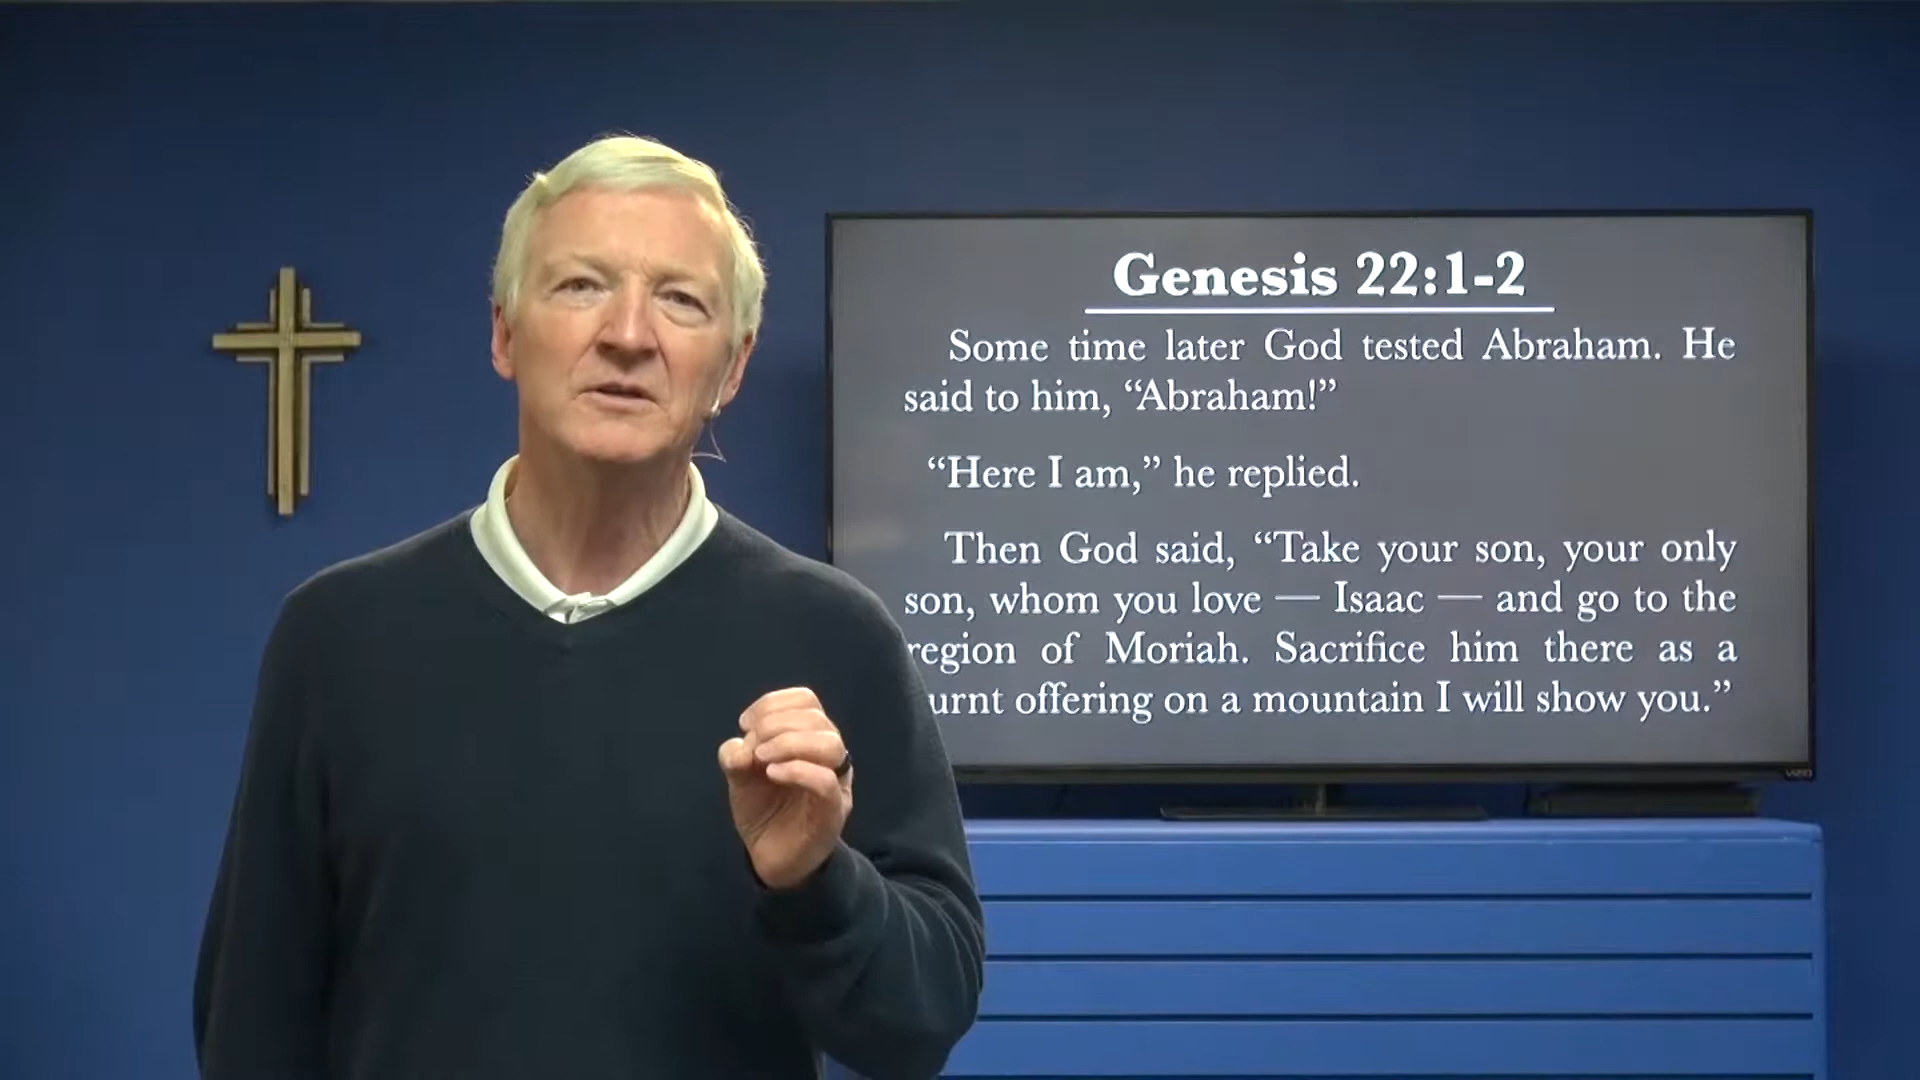 Genesis 22:1-2
Some time later God tested Abraham. He
said to him, “Abraham!”
“Here I am,” he replied.
Then God said, “Take your son, your only
son, whom you love — Isaac — and go to the
region of Moriah. Sacrifice him there as a
urnt offering on a mountain I will show you.”
VIZIO